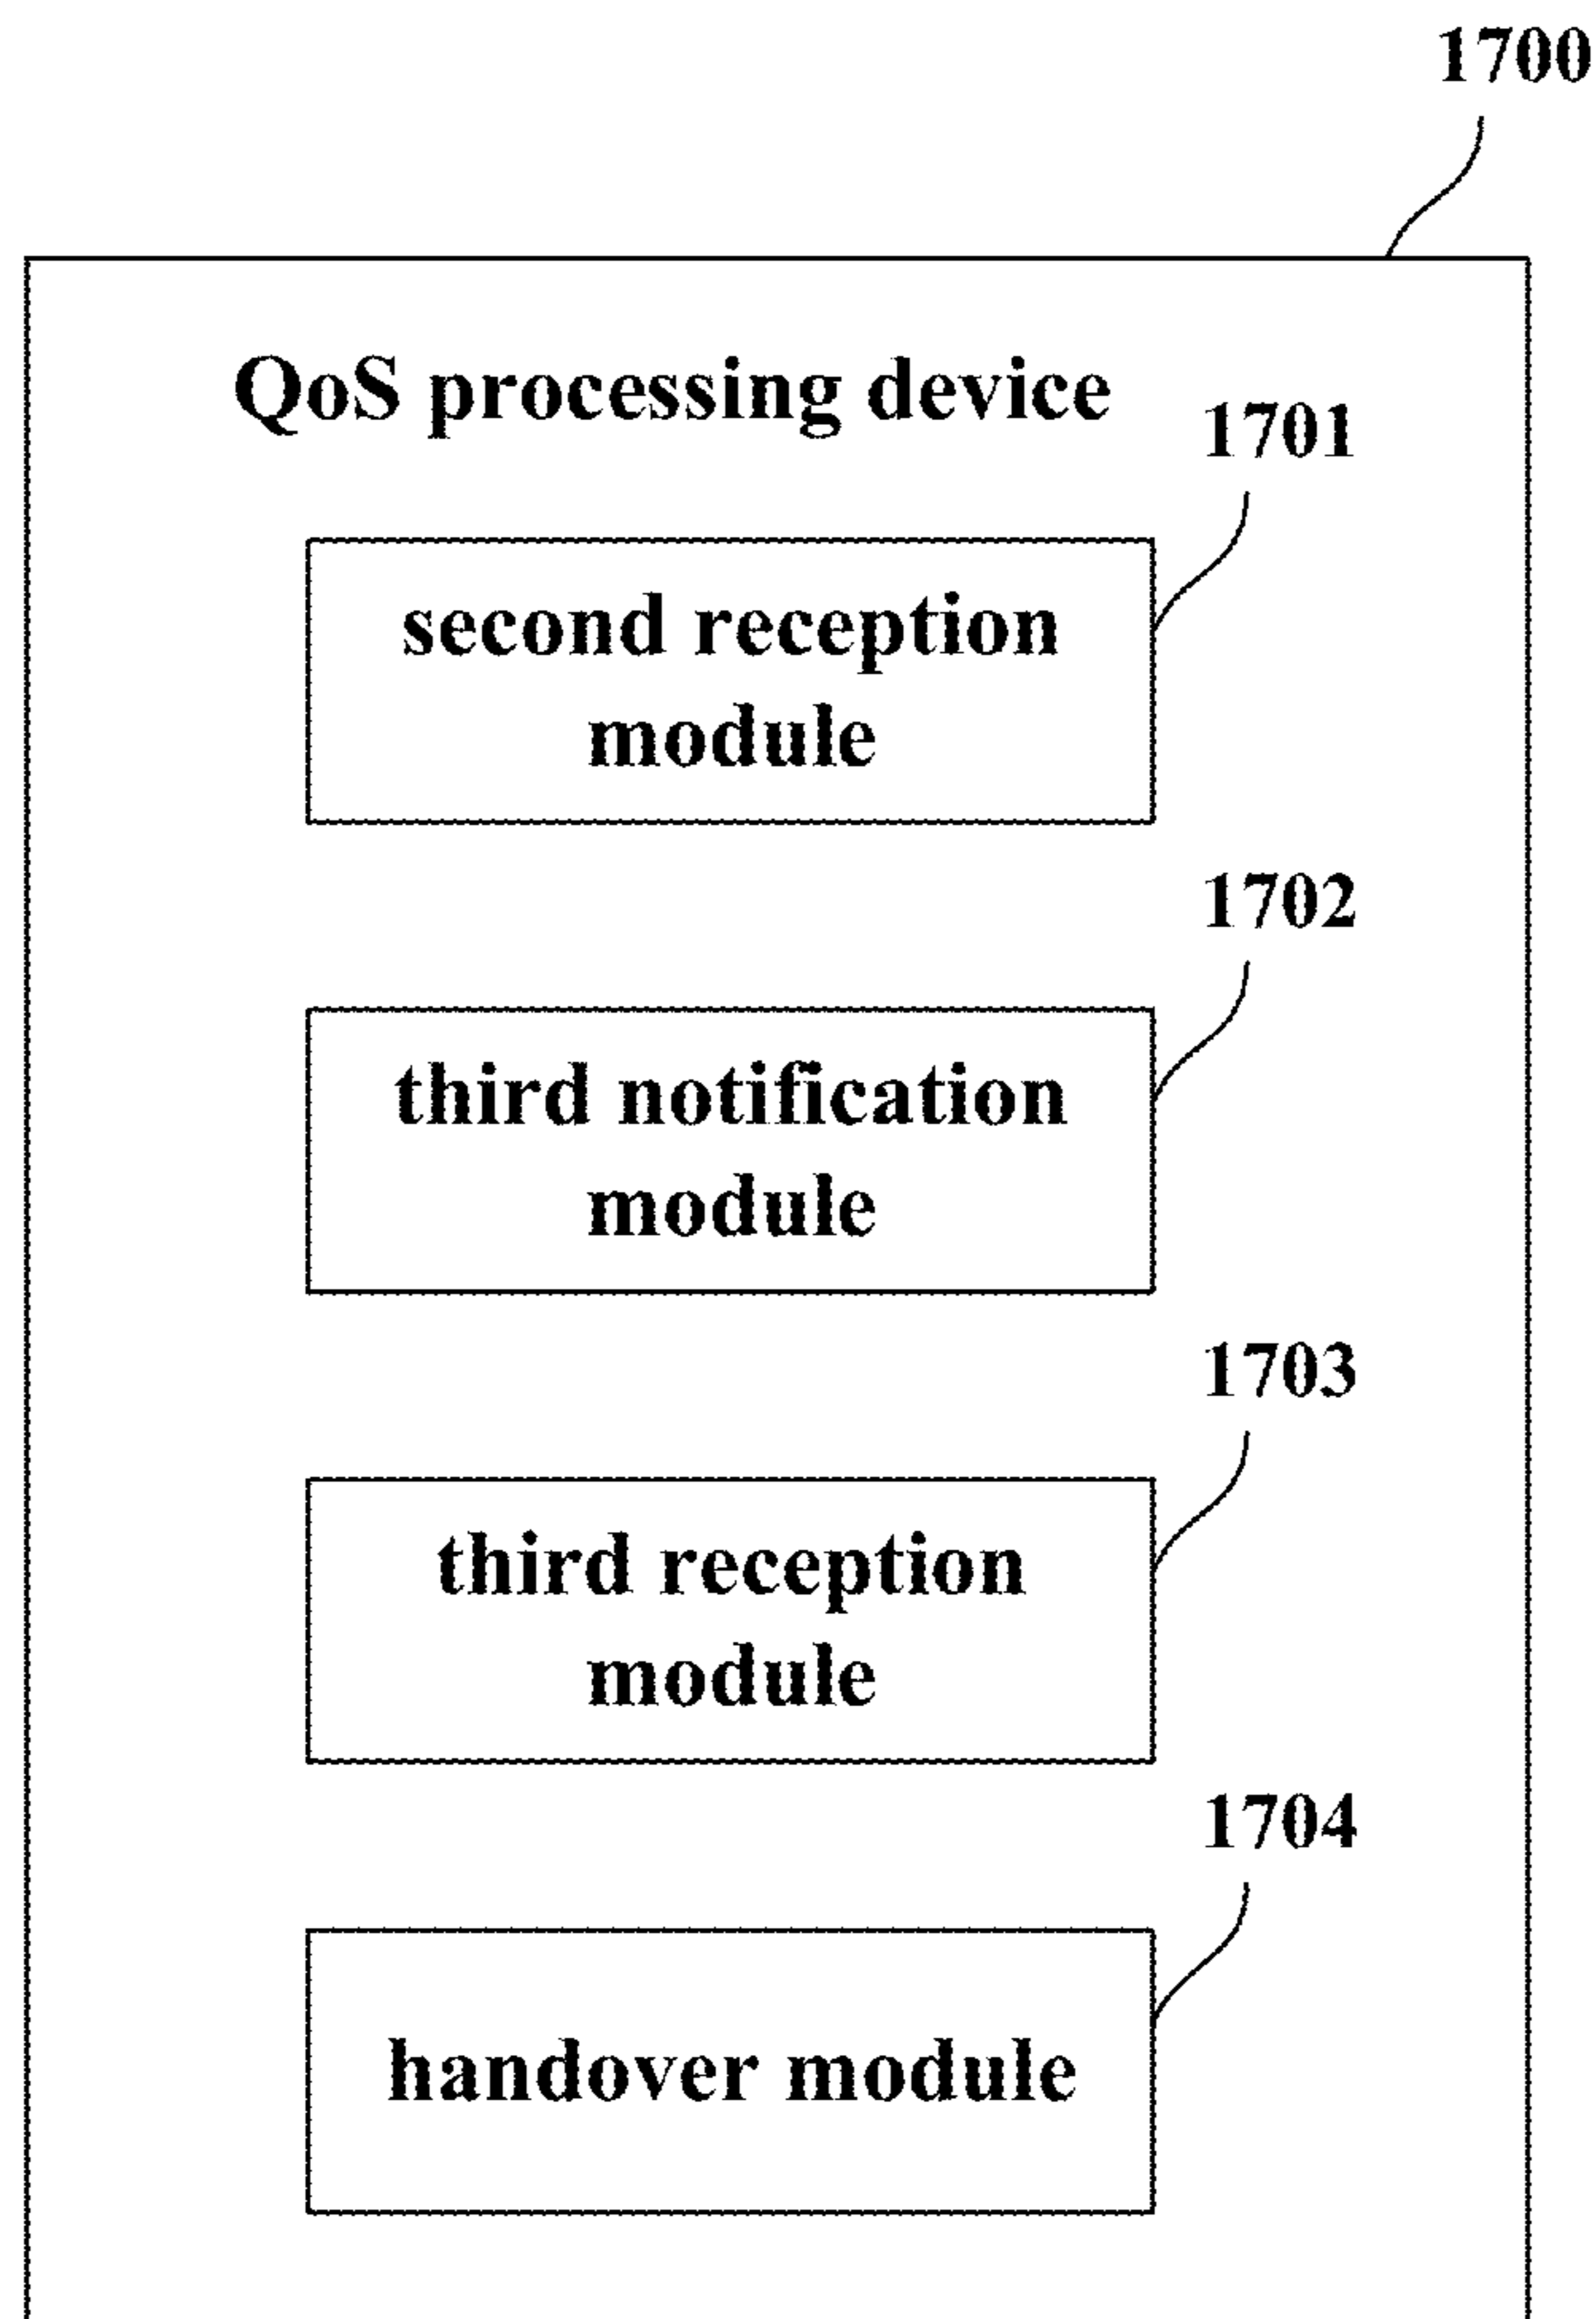 1700
QoS processing device
1701
second reception
module
1702
third notification
module
1703
third reception
module
1704
handover module